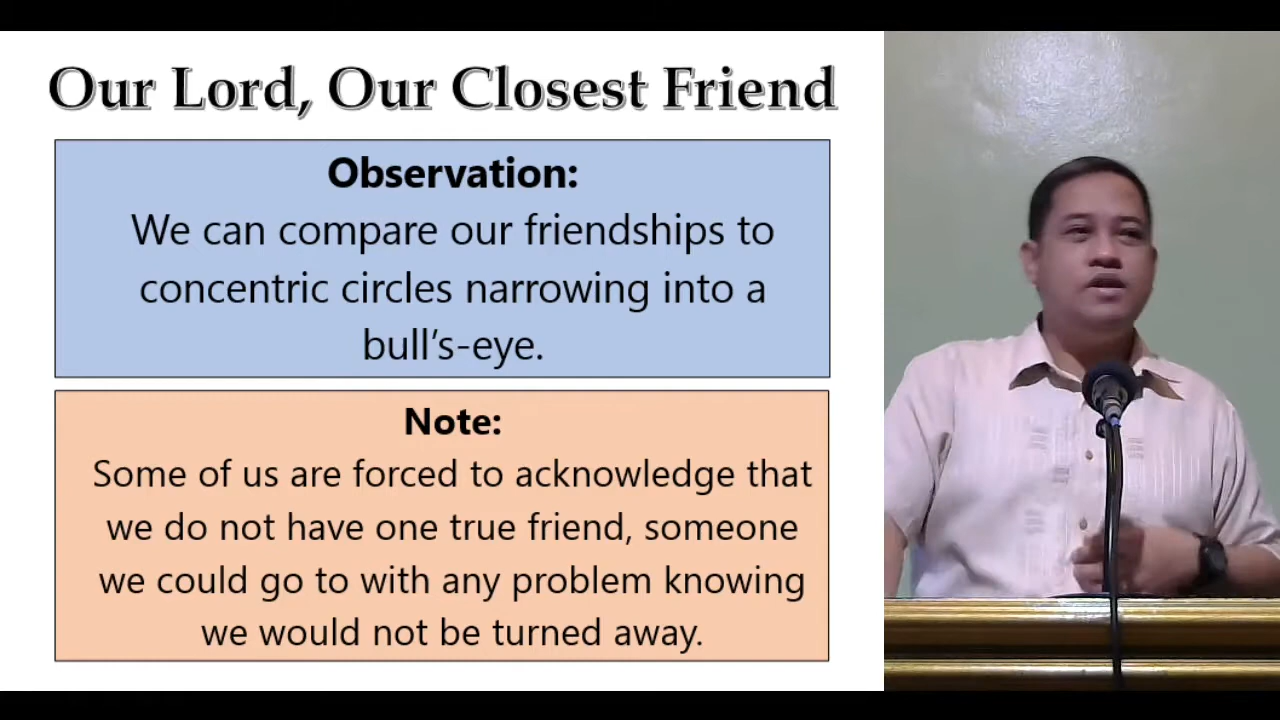 Our Lord, Our Closest Friend
Observation:
We can compare our friendships to
concentric circles narrowing into a
bull’s-eye.
Note:
Some of us are forced to acknowledge that
we do not have one true friend, someone
we could go to with any problem knowing
we would not be turned away.